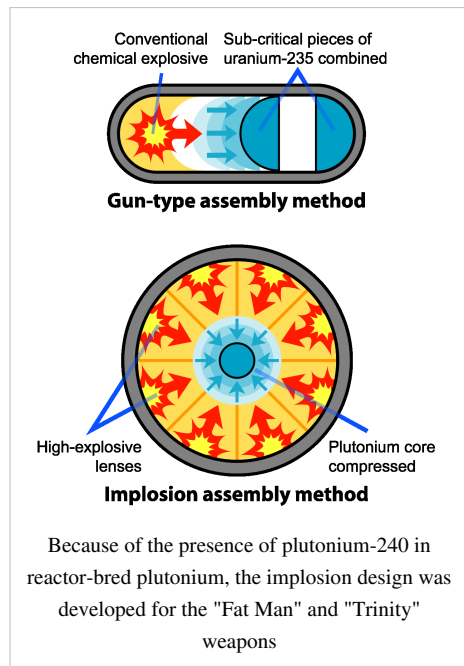 Conventional
chemical explosive
Sub-critical pieces of
uranium-235 combined
Gun-type assembly method
High-explosive
lenses
Plutonium core
compressed
Implosion assembly method
Because of the presence of plutonium-240 in
reactor-bred plutonium, the implosion design was
developed for the "Fat Man" and "Trinity"
weapons